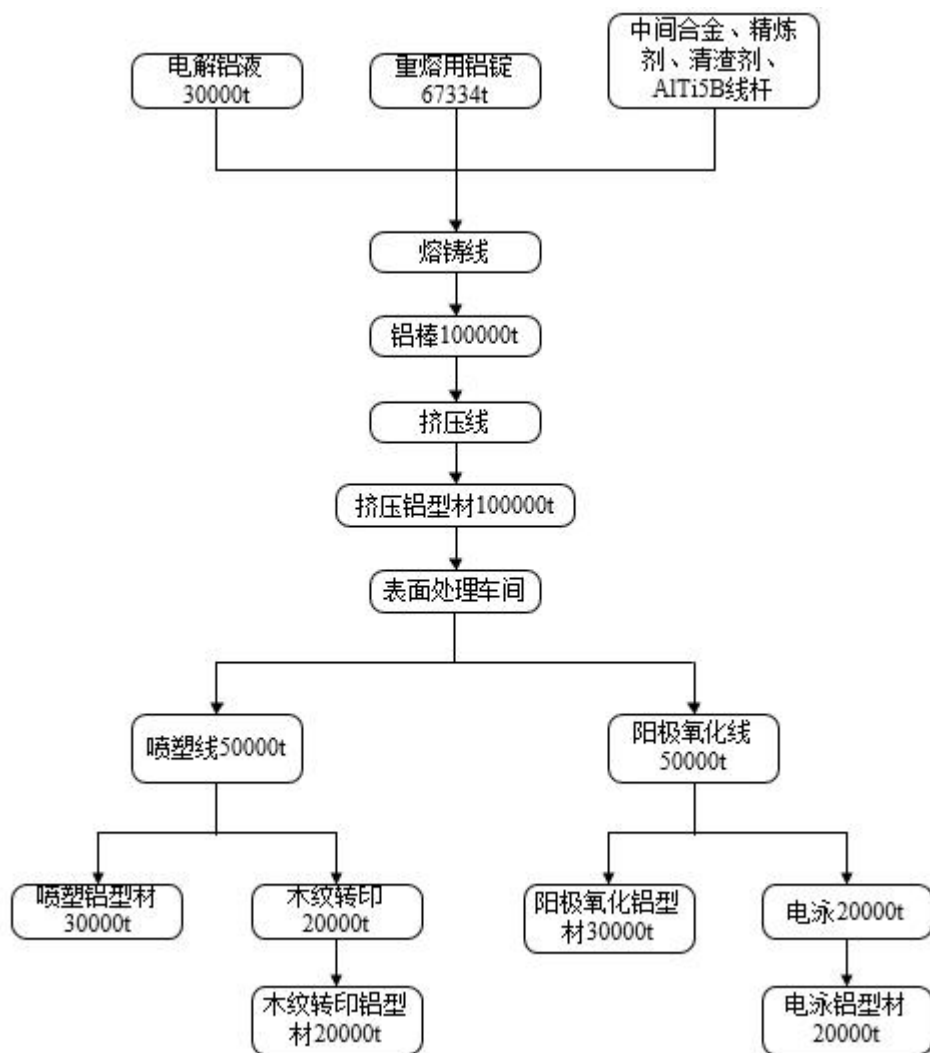 电解铝液
30000t
重熔用铝锭
67334t
中间合金、精炼
剂、清渣剂、
AlTi5B线杆
熔铸线
铝棒100000t
挤压线
挤压铝型材100000t
表面处理车间
喷塑线50000t
阳极氧化线
50000t
喷塑铝型材
30000t
木纹转印
20000t
阳极氧化铝型
材30000t
电泳20000t
木纹转印铝型
材20000t
电泳铝型材
20000t